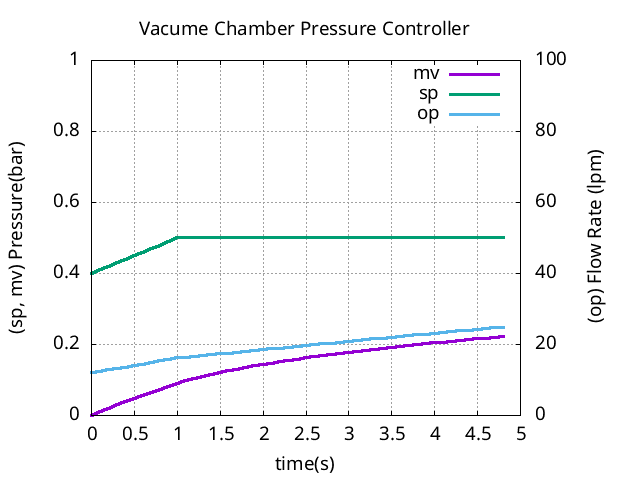 Vacume Chamber Pressure Controller
(sp, mv) Pressure(bar)
1
0.8
0.6
0.4
0.2
0
mv
sp
op
100
80
60
40
20
0
(op) Flow Rate (lpm)
0 0.5 1 1.5 2 2.5 3 3.5 4 4.5 5
time(s)